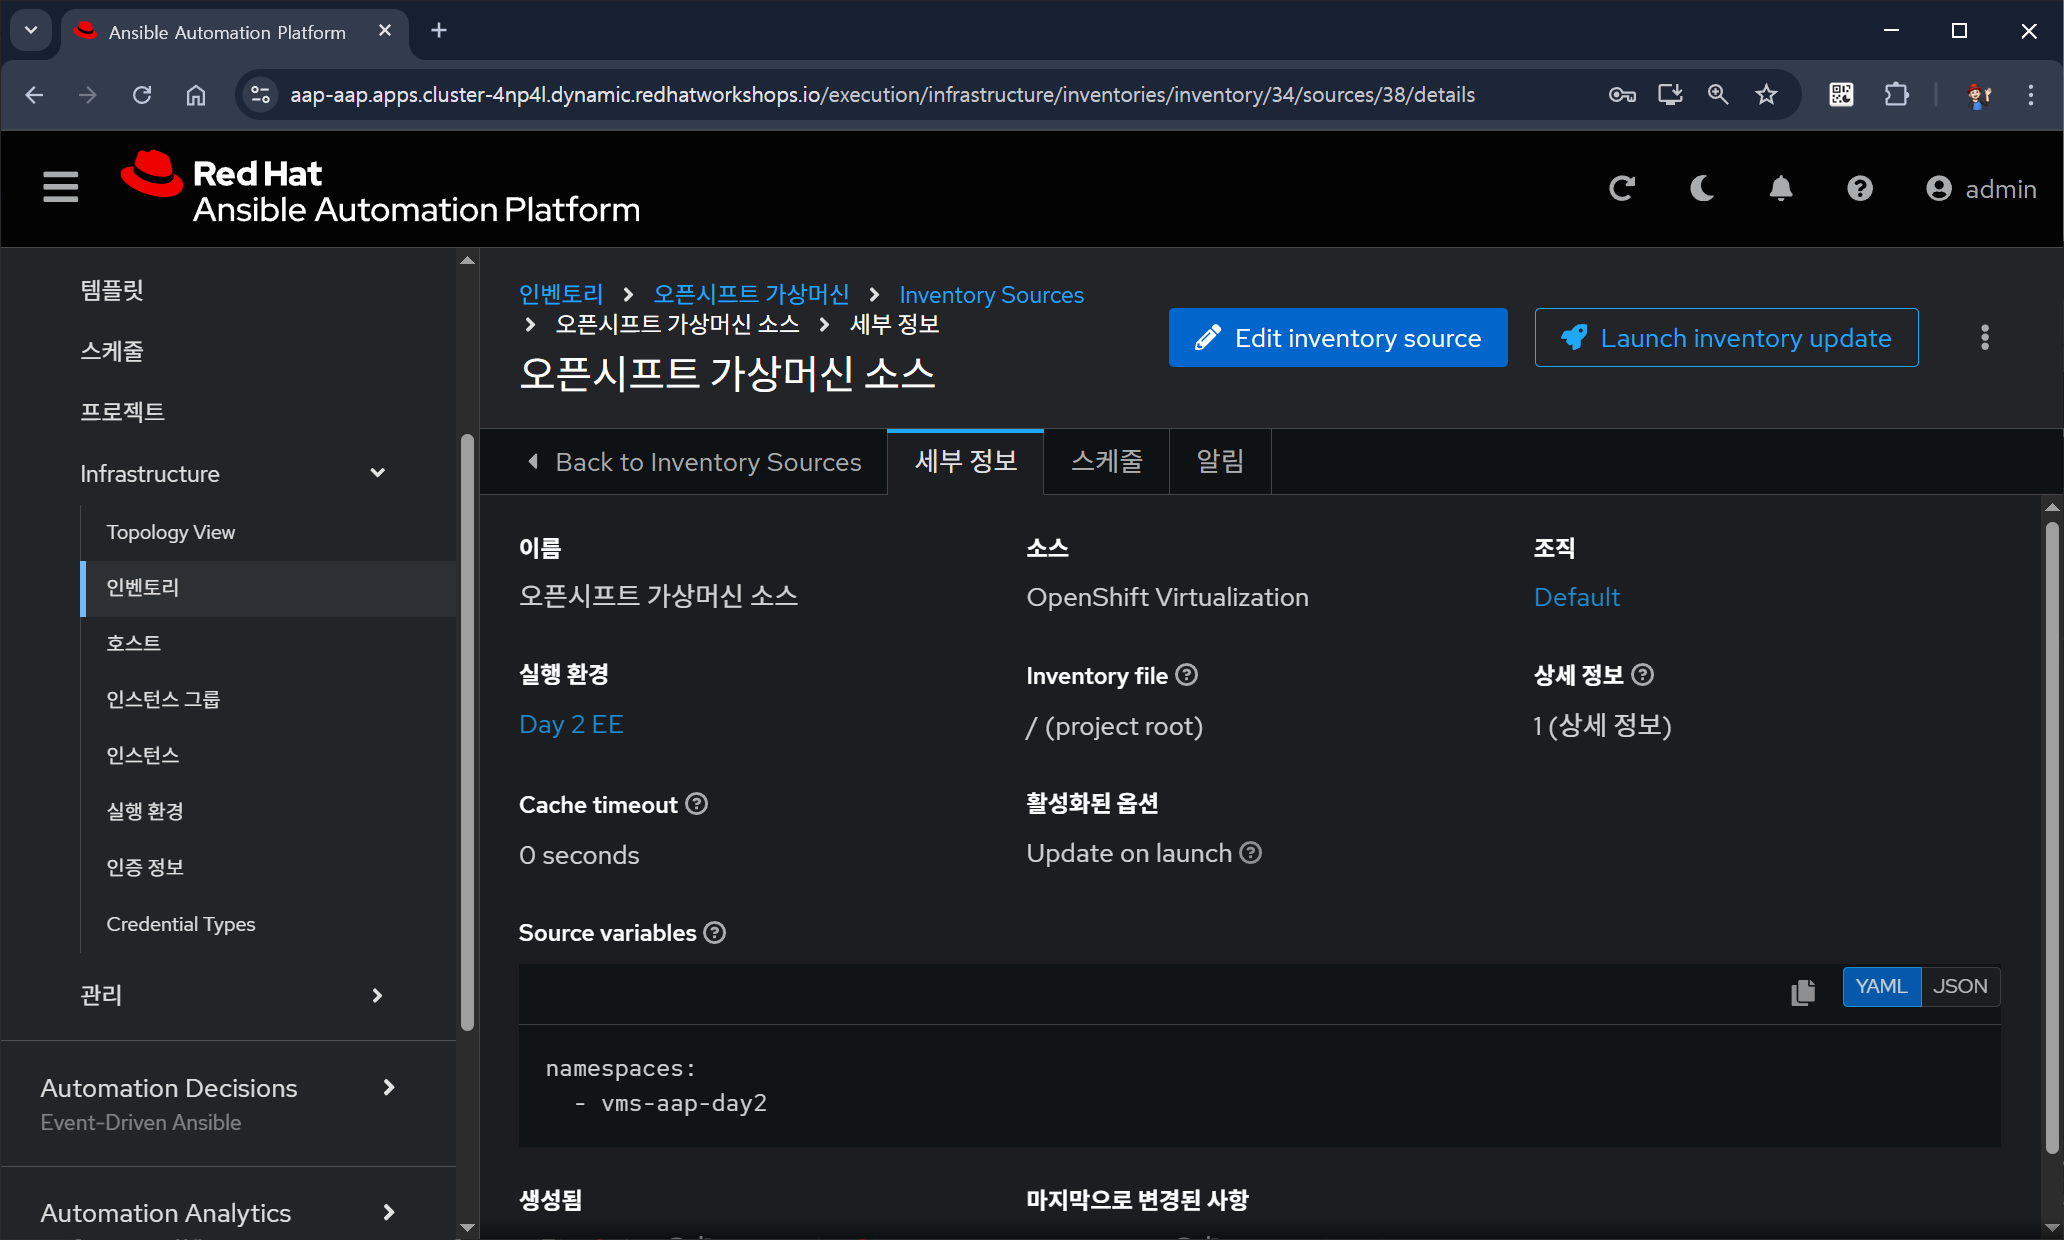 Ansible Automation Platform
aap-aap.apps.cluster-4np4l.dynamic.redhatworkshops.io/execution/infrastructure/inventories/inventory/34/sources/38/details
Red Hat
Ansible Automation Platform
admin
템플릿
스케줄
프로젝트
Infrastructure
Topology View
인벤토리
호스트
인스턴스 그룹
인스턴스
실행 환경
인증 정보
Credential Types
관리
Automation Decisions
Event-Driven Ansible
Automation Analytics
인벤토리 오픈시프트 가상머신 Inventory Sources
오픈시프트 가상머신 소스 세부 정보
오픈시프트 가상머신 소스
Edit inventory source
Launch inventory update
Back to Inventory Sources
세부 정보
스케줄
알림
이름
오픈시프트 가상머신 소스
소스
OpenShift Virtualization
조직
Default
실행 환경
Day 2 EE
Inventory file
/ (project root)
상세 정보
1 (상세 정보)
Cache timeout
0 seconds
활성화된 옵션
Update on launch
Source variables
YAML
JSON
namespaces:
- vms-aap-day2
생성됨
마지막으로 변경된 사항